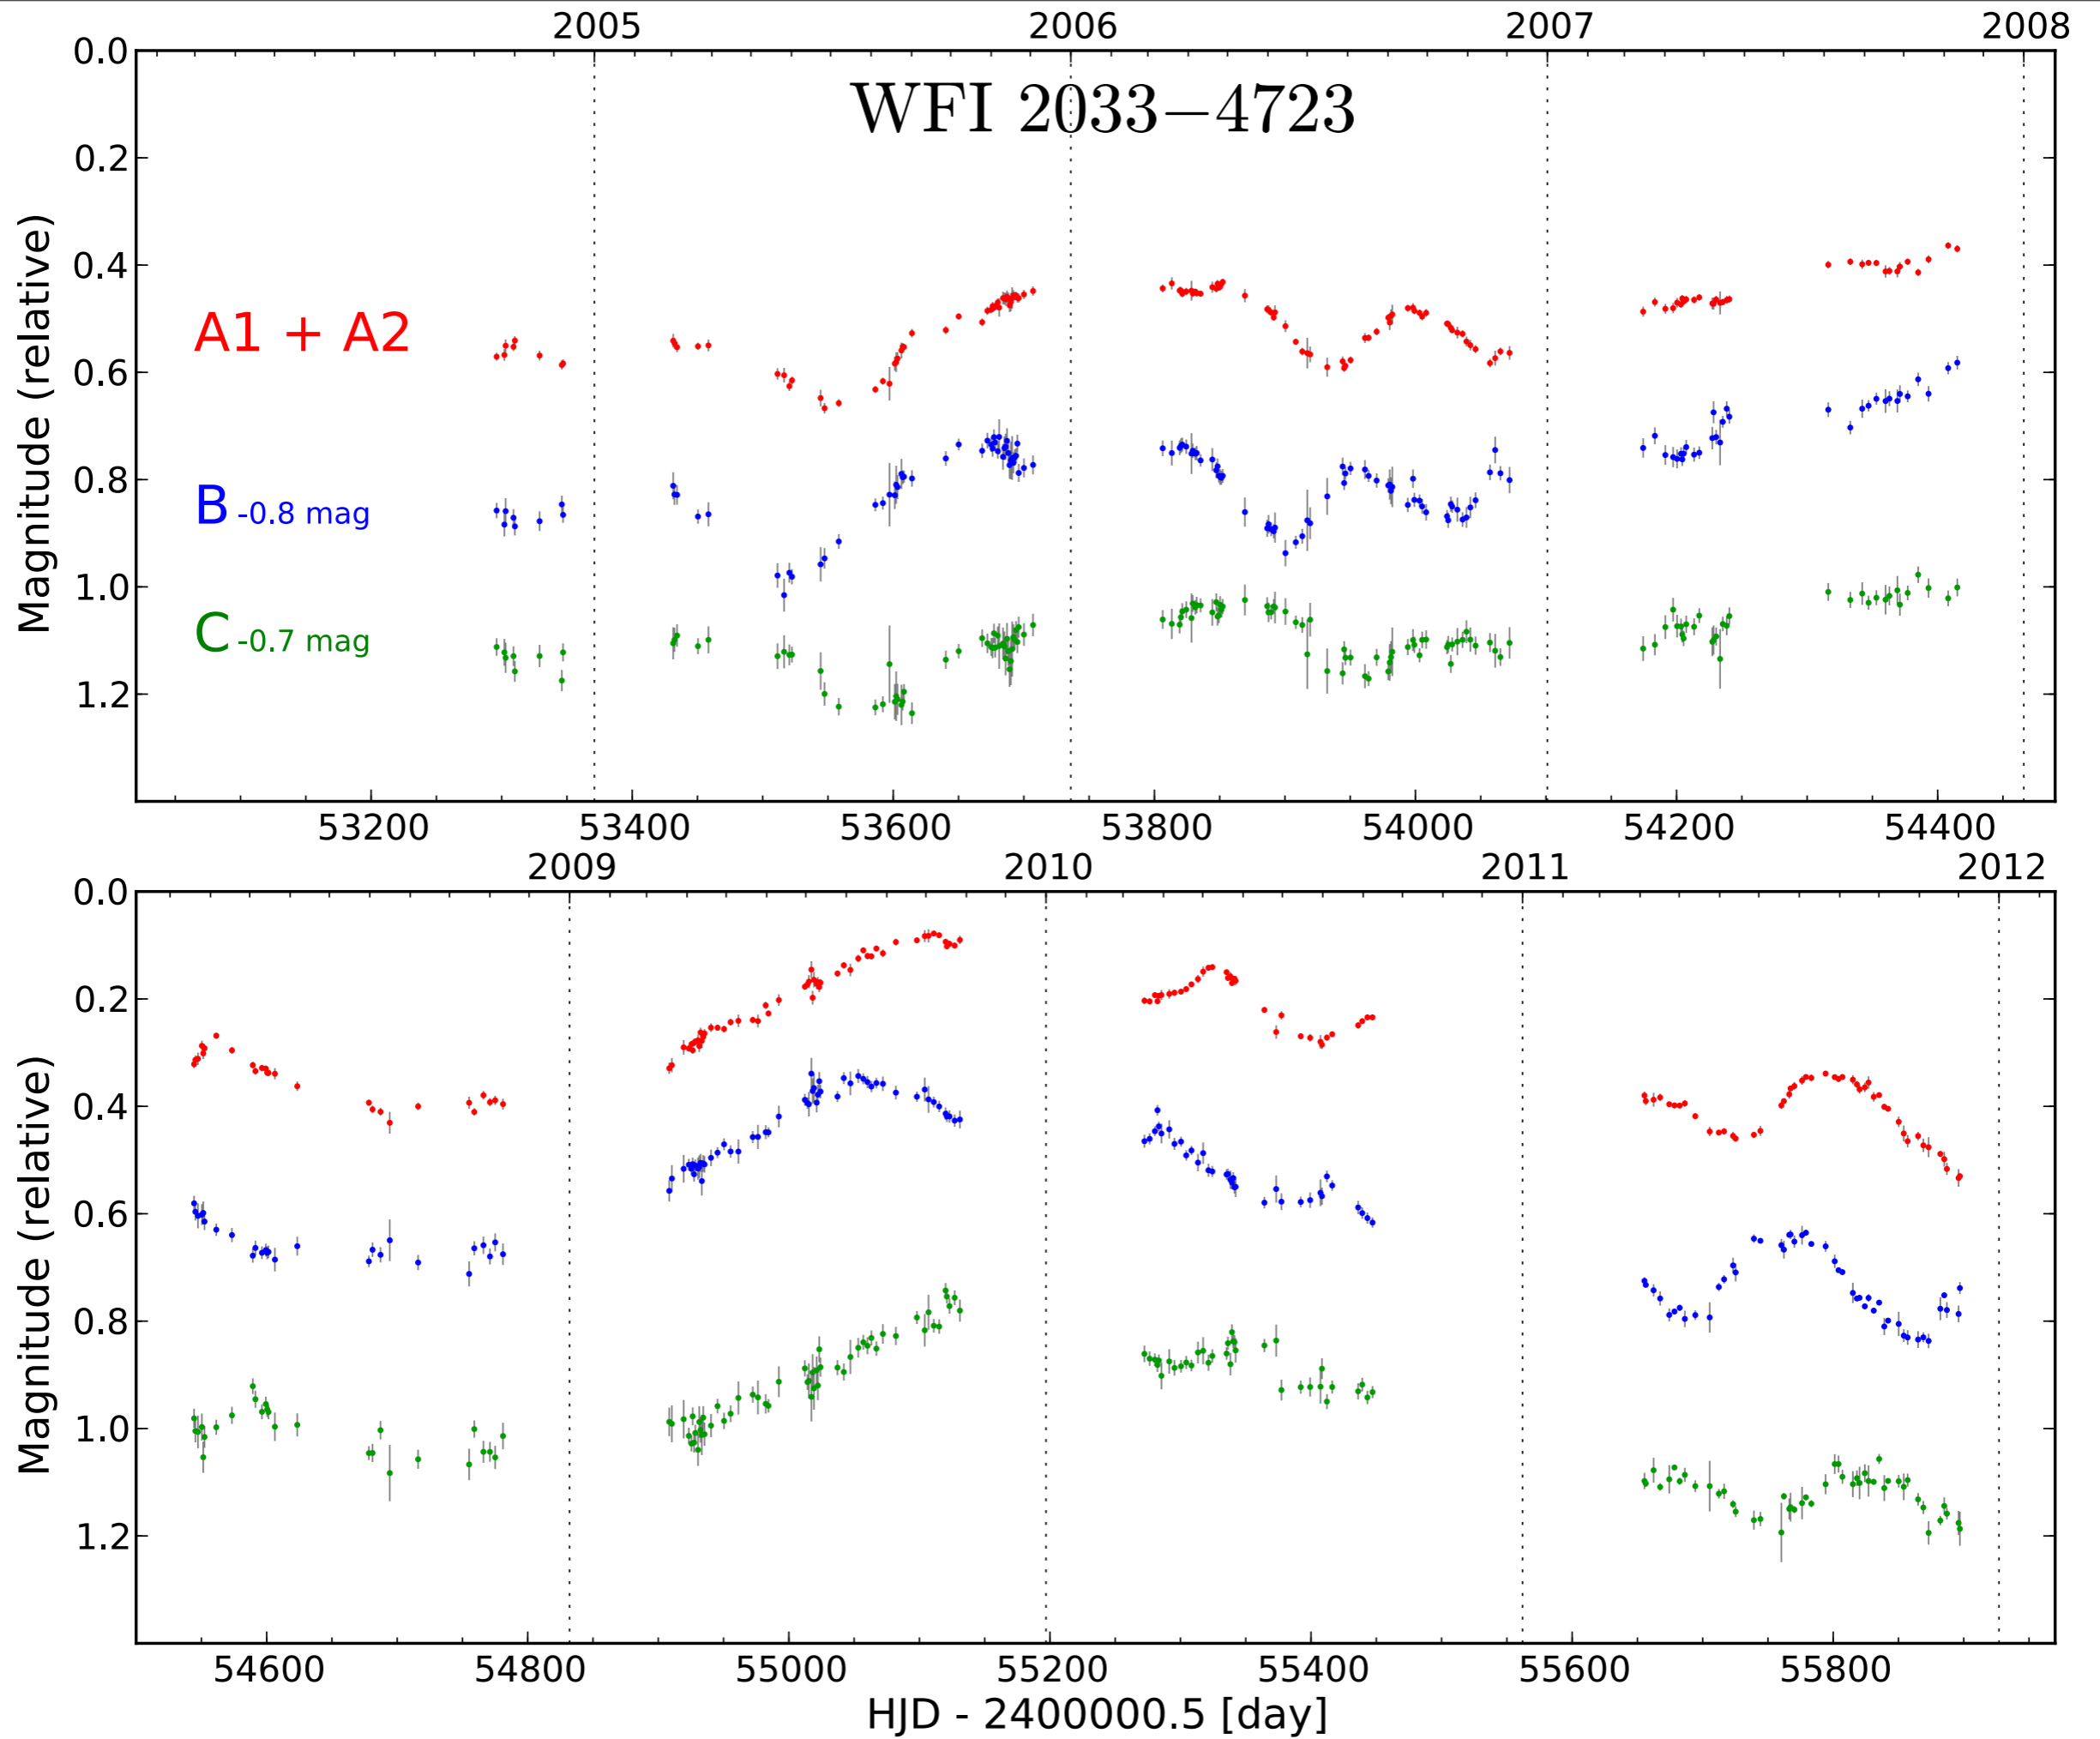 2005 2006 2007 2008
WFI 2033−4723
Magnitude (relative)
0.0
0.2
0.4
0.6
0.8
1.0
1.2
A1 + A2
B -0.8 mag
C -0.7 mag
53200 53400 53600 53800 54000 54200 54400
2009 2010 2011 2012
Magnitude (relative)
0.0
0.2
0.4
0.6
0.8
1.0
1.2
54600 54800 55000 55200 55400 55600 55800
HJD - 2400000.5 [day]